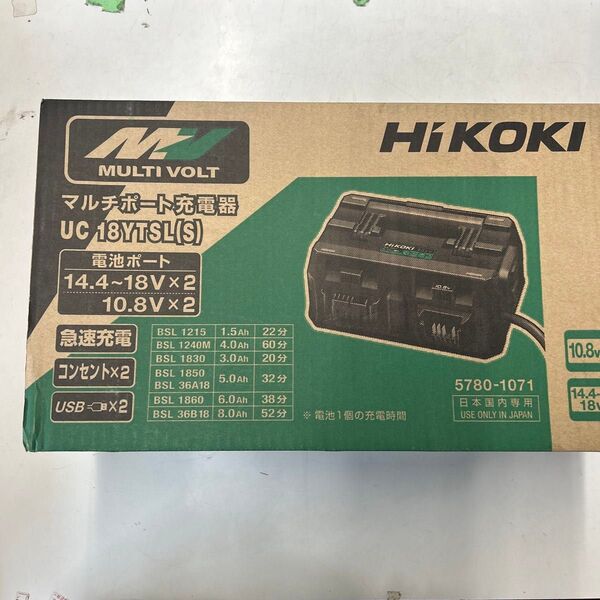 MV
MULTI VOLT
HiKOKI
マルチポート充電器
UC 18YTSL(S)
電池ポート
14.4~18V×2
10.8V×2
急速充電
コンセント×2
USB ×2
BSL 1215 1.5Ah 22分
BSL 1240M 4.0Ah 60分
BSL 1830 3.0Ah 20分
BSL 1850
BSL 36A18 5.0Ah 32分
BSL 1860 6.0Ah 38分
BSL 36B18 8.0Ah 52分
※電池1個の充電時間
HiKOKI
10.8V
5780-1071
日本国内専用
USE ONLY IN JAPAN
10.8V
14.4~
18V